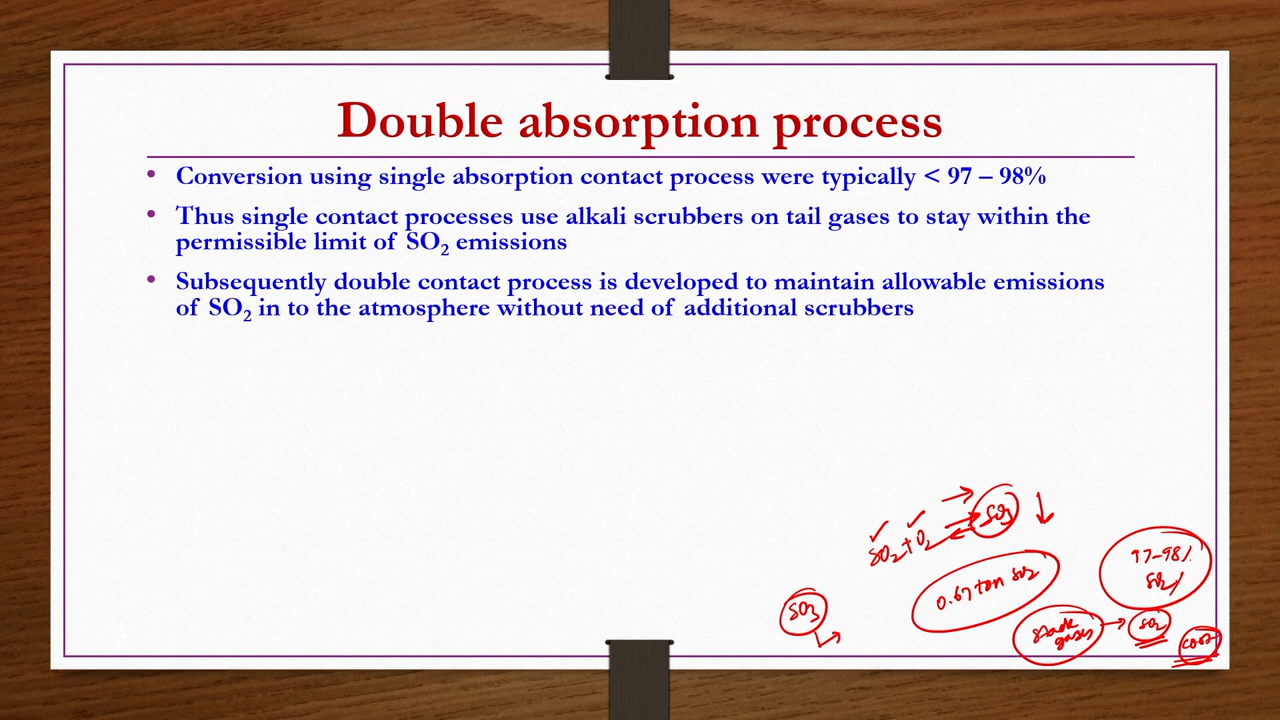 Double absorption process
• Conversion using single absorption contact process were typically < 97 – 98%
• Thus single contact processes use alkali scrubbers on tail gases to stay within the
permissible limit of SO₂ emissions
• Subsequently double contact process is developed to maintain allowable emissions
of SO₂ in to the atmosphere without need of additional scrubbers
SO₂ + O₂ ⇌ SO₃ ↓
97-98%
SO₂
0.67 ton SO₂
SO₃
stack
gases → SO₂